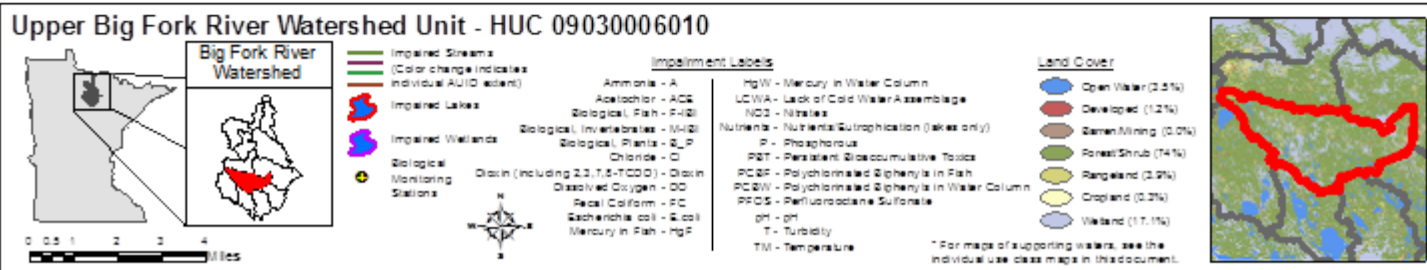 Upper Big Fork River Watershed Unit - HUC 09030006010
Big Fork River
Watershed
0 0.5 1 2 3 4
Miles
Impaired Streams
(Color change indicates
individual AUID extent)
Impaired Lakes
Impaired Wetlands
Biological
Monitoring
Stations
N
W
E
S
Impairment Labels
Ammonia - A
Acetochlor - ACE
Biological, Fish - F-IBI
Biological, Invertebrates - M-IBI
Biological, Plants - B_P
Chloride - Cl
Dioxin (including 2,3,7,8-TCDD) - Dioxin
Dissolved Oxygen - DO
Fecal Coliform - FC
Escherichia coli - E.coli
Mercury in Fish - HgF
HgW - Mercury in Water Column
LCWA - Lack of Cold Water Assemblage
NO3 - Nitrates
Nutrients - Nutrients/Eutrophication (lakes only)
P - Phosphorous
PBT - Persistent Bioaccumulative Toxics
PCBF - Polychlorinated Biphenyls in Fish
PCBW - Polychlorinated Biphenyls in Water Column
PFOS - Perfluorooctane Sulfonate
pH - pH
T - Turbidity
TM - Temperature
Land Cover
Open Water (3.5%)
Developed (1.2%)
Barren/Mining (0.0%)
Forest/Shrub (74%)
Rangeland (3.9%)
Cropland (0.3%)
Wetland (17.1%)
* For maps of supporting waters, see the
individual use class maps in this document.